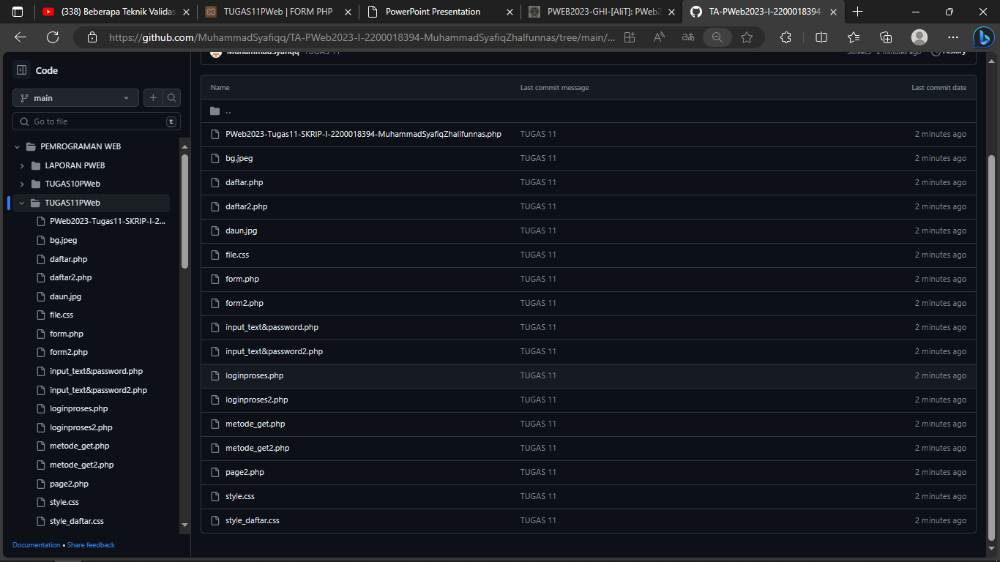 (338) Beberapa Teknik Validas
TUGAS11PWeb | FORM PHP
PowerPoint Presentation
PWEB2023-GHI-[AliT]: PWeb2
TA-PWeb2023-I-2200018394-
https://github.com/MuhammadSyafiqq/TA-PWeb2023-I-2200018394-MuhammadSyafiqZhalfunnas/tree/main/...
Code
main
Go to file
t
PEMROGRAMAN WEB
LAPORAN PWEB
TUGAS10PWeb
TUGAS11PWeb
PWeb2023-Tugas11-SKRIP-I-2...
bg.jpeg
daftar.php
daftar2.php
daun.jpg
file.css
form.php
form2.php
input_text&password.php
input_text&password2.php
loginproses.php
loginproses2.php
metode_get.php
metode_get2.php
page2.php
style.css
style_daftar.css
Documentation • Share feedback
MuhammadSyafiqq TUGAS 11 2 minutes ago History
Name Last commit message Last commit date
..
PWeb2023-Tugas11-SKRIP-I-2200018394-MuhammadSyafiqZhalifunnas.php TUGAS 11 2 minutes ago
bg.jpeg TUGAS 11 2 minutes ago
daftar.php TUGAS 11 2 minutes ago
daftar2.php TUGAS 11 2 minutes ago
daun.jpg TUGAS 11 2 minutes ago
file.css TUGAS 11 2 minutes ago
form.php TUGAS 11 2 minutes ago
form2.php TUGAS 11 2 minutes ago
input_text&password.php TUGAS 11 2 minutes ago
input_text&password2.php TUGAS 11 2 minutes ago
loginproses.php TUGAS 11 2 minutes ago
loginproses2.php TUGAS 11 2 minutes ago
metode_get.php TUGAS 11 2 minutes ago
metode_get2.php TUGAS 11 2 minutes ago
page2.php TUGAS 11 2 minutes ago
style.css TUGAS 11 2 minutes ago
style_daftar.css TUGAS 11 2 minutes ago